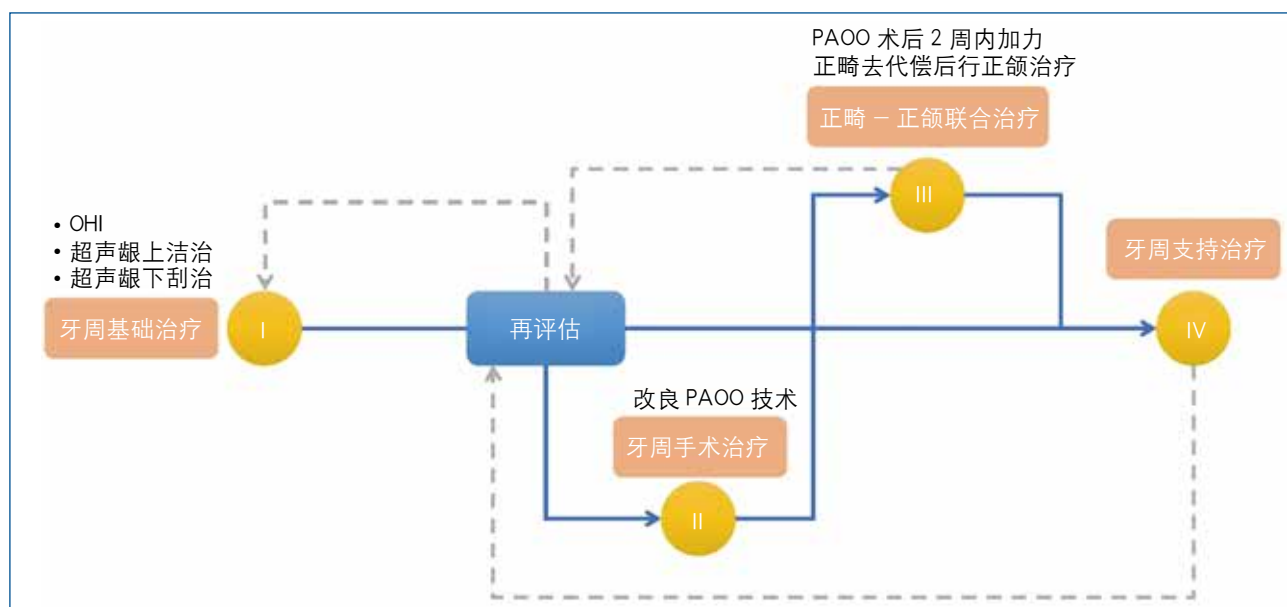 PAOO 术后 2 周内加力
正畸去代偿后行正颌治疗
正畸 – 正颌联合治疗
III
• OHI
• 超声龈上洁治
• 超声龈下刮治
牙周基础治疗
I
再评估
牙周支持治疗
IV
改良 PAOO 技术
牙周手术治疗
II